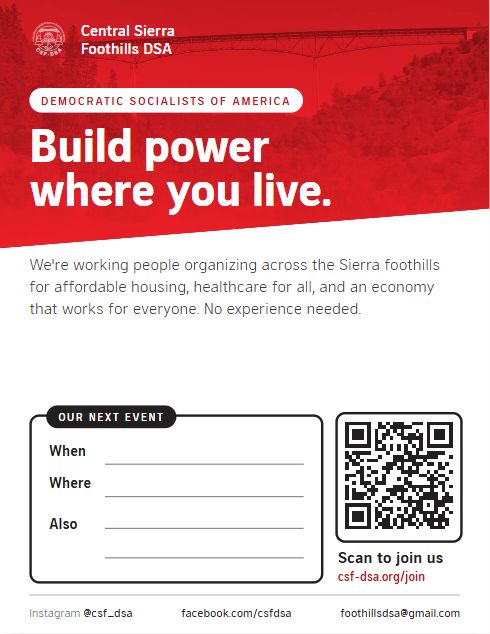 CSF-DSA
Central Sierra
Foothills DSA
DEMOCRATIC SOCIALISTS OF AMERICA
Build power
where you live.
We're working people organizing across the Sierra foothills
for affordable housing, healthcare for all, and an economy
that works for everyone. No experience needed.
OUR NEXT EVENT
When
Where
Also
Scan to join us
csf-dsa.org/join
Instagram @csf_dsa
facebook.com/csfdsa
foothillsdsa@gmail.com